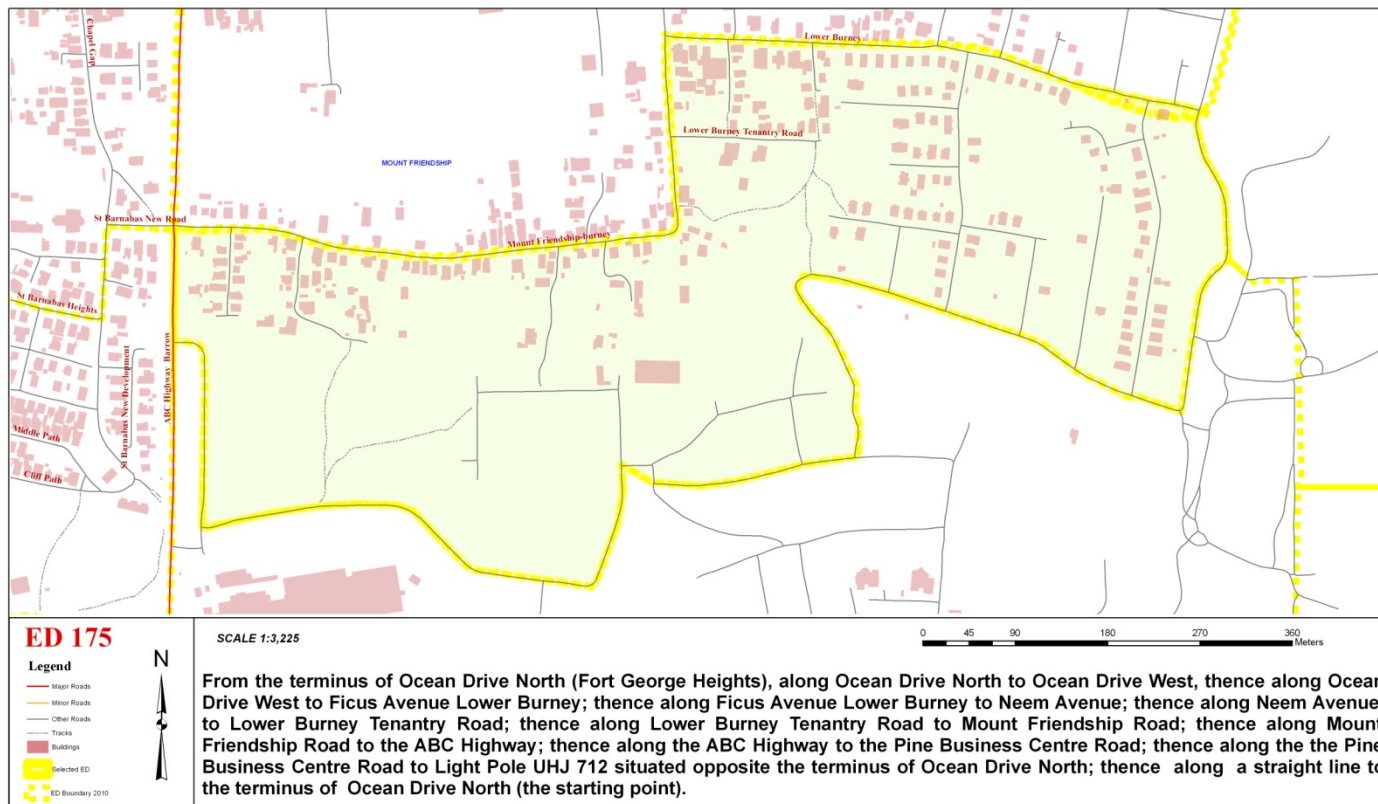 Chapel Gap
Lower Burney
Lower Burney Tenantry Road
MOUNT FRIENDSHIP
St Barnabas New Road
Mount Friendship-burney
St Barnabas Heights
ABC Highway Barrow
St Barnabas New Development
Middle Path
Cliff Path
ED 175
Legend
Major Roads
Minor Roads
Other Roads
Tracks
Buildings
Selected ED
ED Boundary 2010
N
SCALE 1:3,225
0 45 90 180 270 360
Meters
From the terminus of Ocean Drive North (Fort George Heights), along Ocean Drive North to Ocean Drive West, thence along Ocean
Drive West to Ficus Avenue Lower Burney; thence along Ficus Avenue Lower Burney to Neem Avenue; thence along Neem Avenue
to Lower Burney Tenantry Road; thence along Lower Burney Tenantry Road to Mount Friendship Road; thence along Mount
Friendship Road to the ABC Highway; thence along the ABC Highway to the Pine Business Centre Road; thence along the the Pine
Business Centre Road to Light Pole UHJ 712 situated opposite the terminus of Ocean Drive North; thence along a straight line to
the terminus of Ocean Drive North (the starting point).